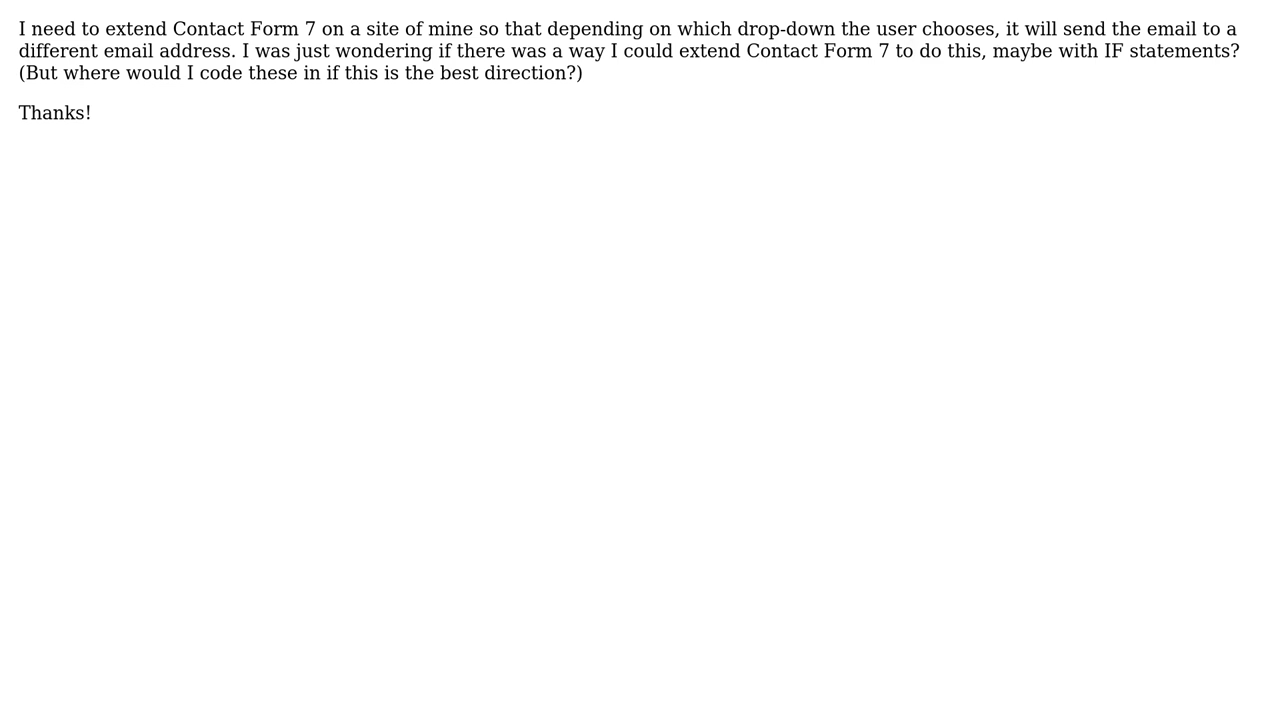 I need to extend Contact Form 7 on a site of mine so that depending on which drop-down the user chooses, it will send the email to a
different email address. I was just wondering if there was a way I could extend Contact Form 7 to do this, maybe with IF statements?
(But where would I code these in if this is the best direction?)
Thanks!